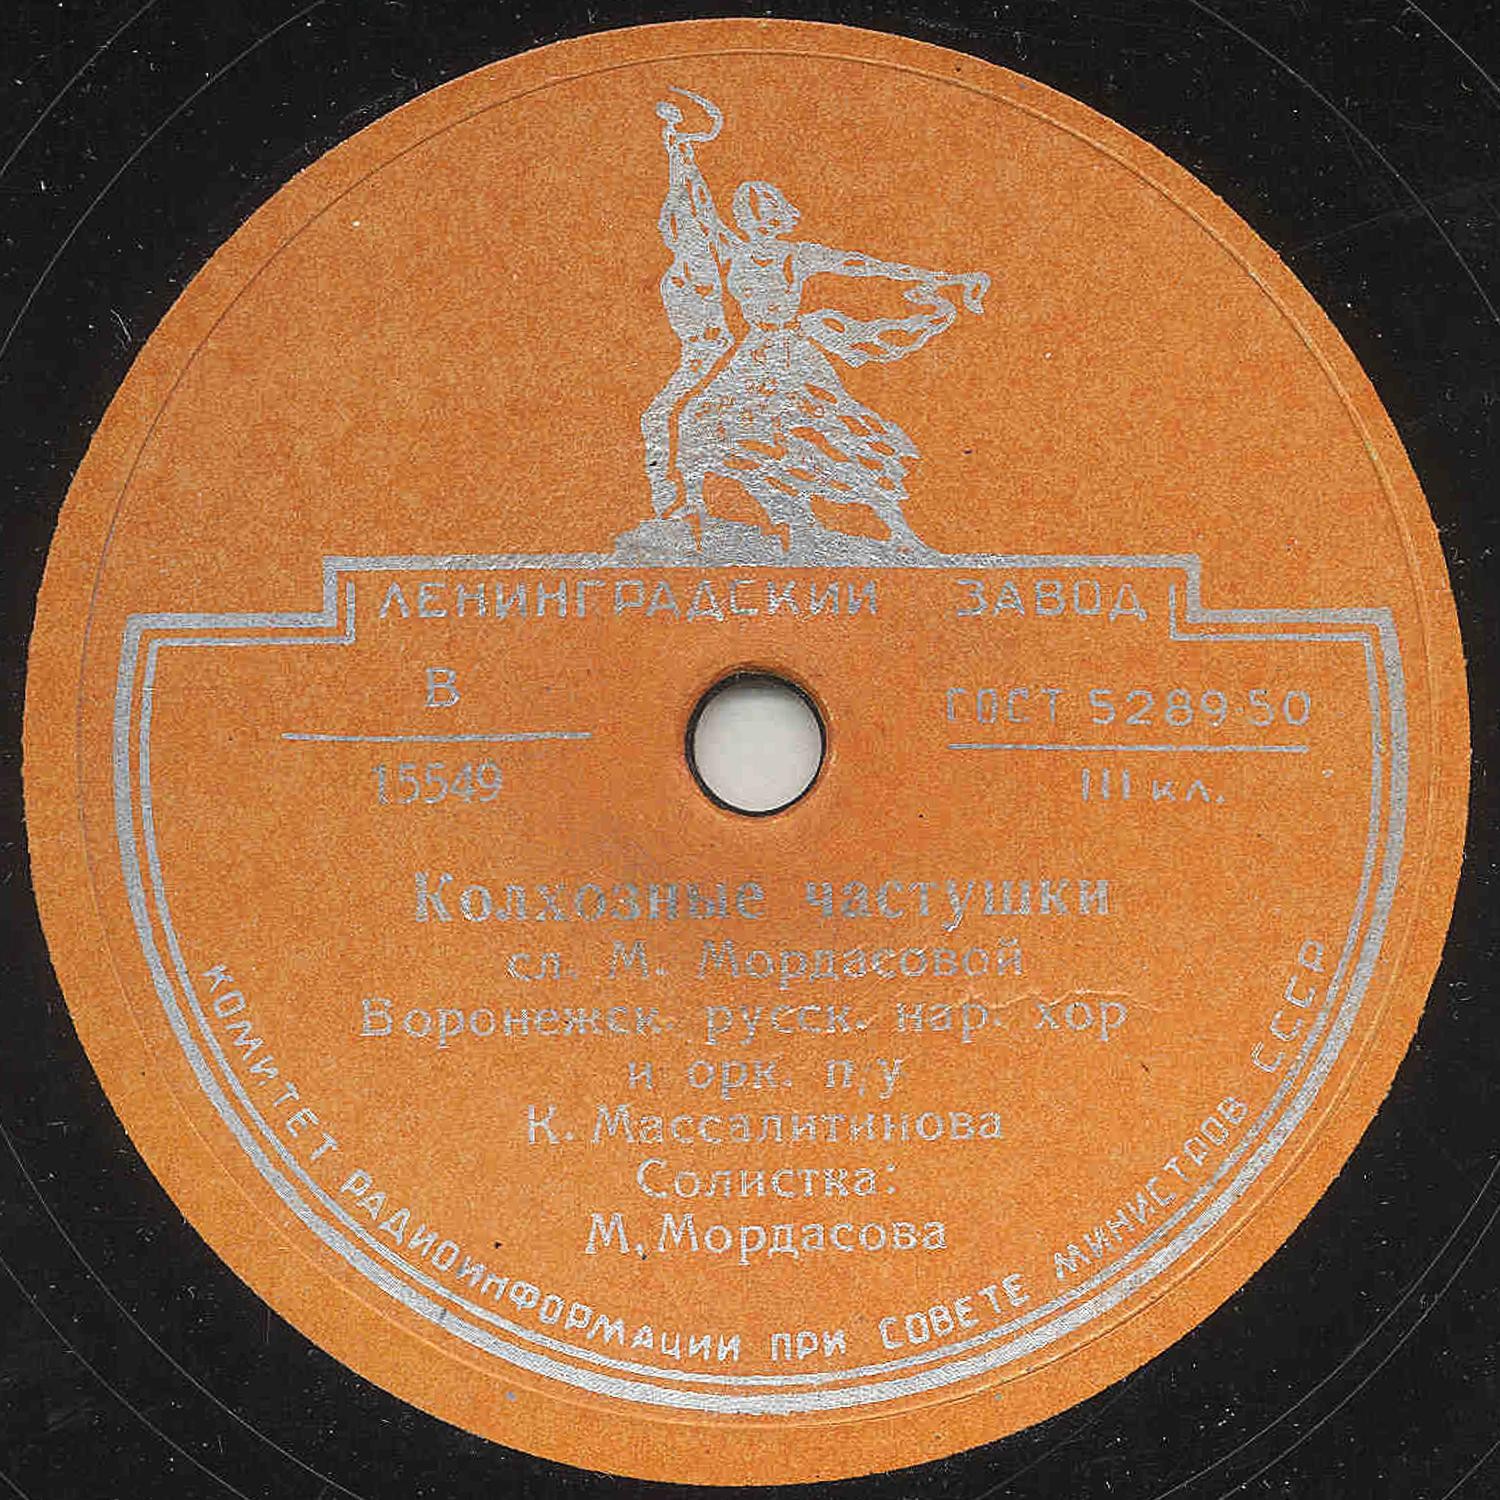 ЛЕНИНГРАДСКИЙ ЗАВОД
В
15549
ГОСТ 5289-50
III кл.
Колхозные частушки
сл. М. Мордасовой
Воронежск. русск. нар. хор
и орк. п/у
К. Массалитинова
Солистка:
М. Мордасова
КОМИТЕТ РАДИОИНФОРМАЦИИ ПРИ СОВЕТЕ МИНИСТРОВ СССР